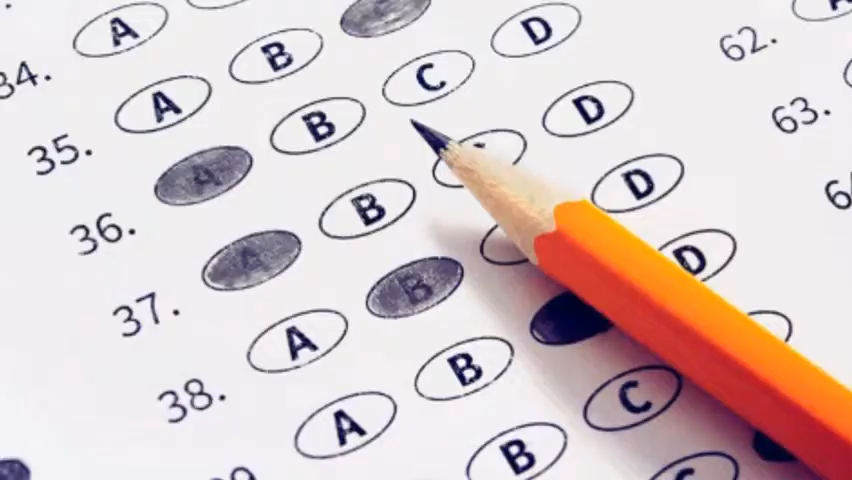 34. A
35. A B
36. A B C D
37. A B D
38. A B D
A B D
B C
C
62. A
63.